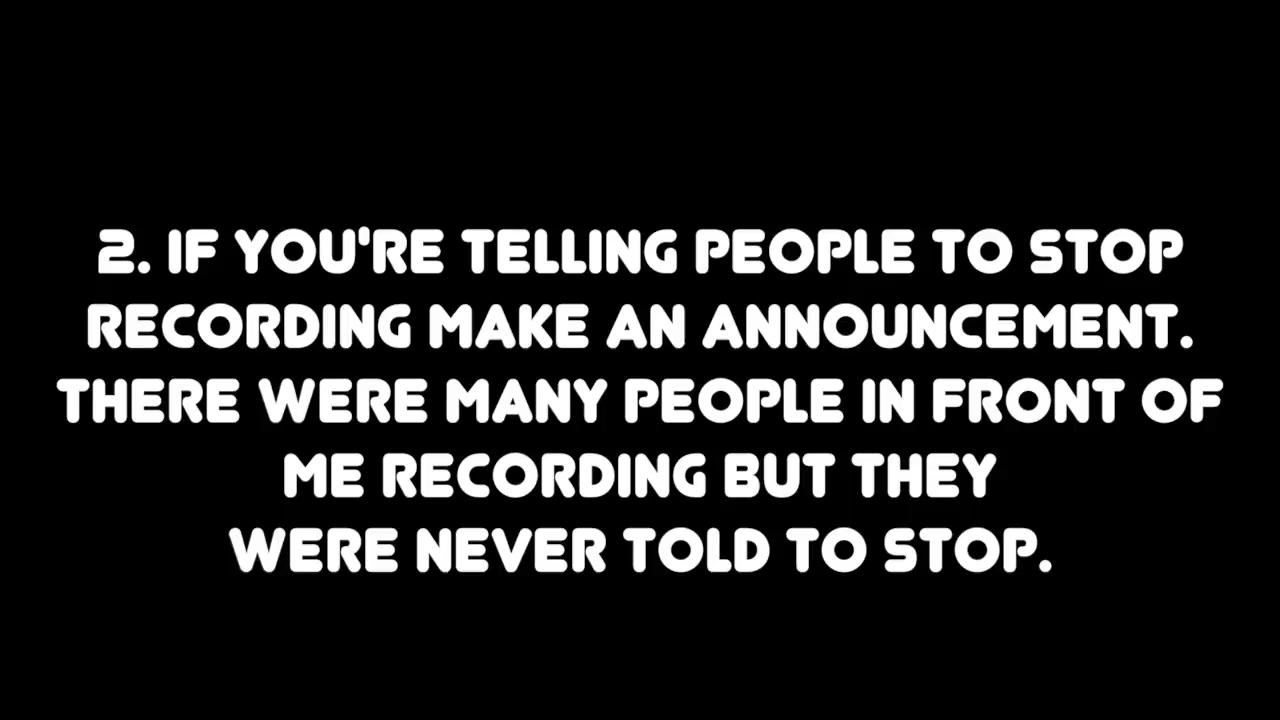 2. IF YOU'RE TELLING PEOPLE TO STOP
RECORDING MAKE AN ANNOUNCEMENT.
THERE WERE MANY PEOPLE IN FRONT OF
ME RECORDING BUT THEY
WERE NEVER TOLD TO STOP.